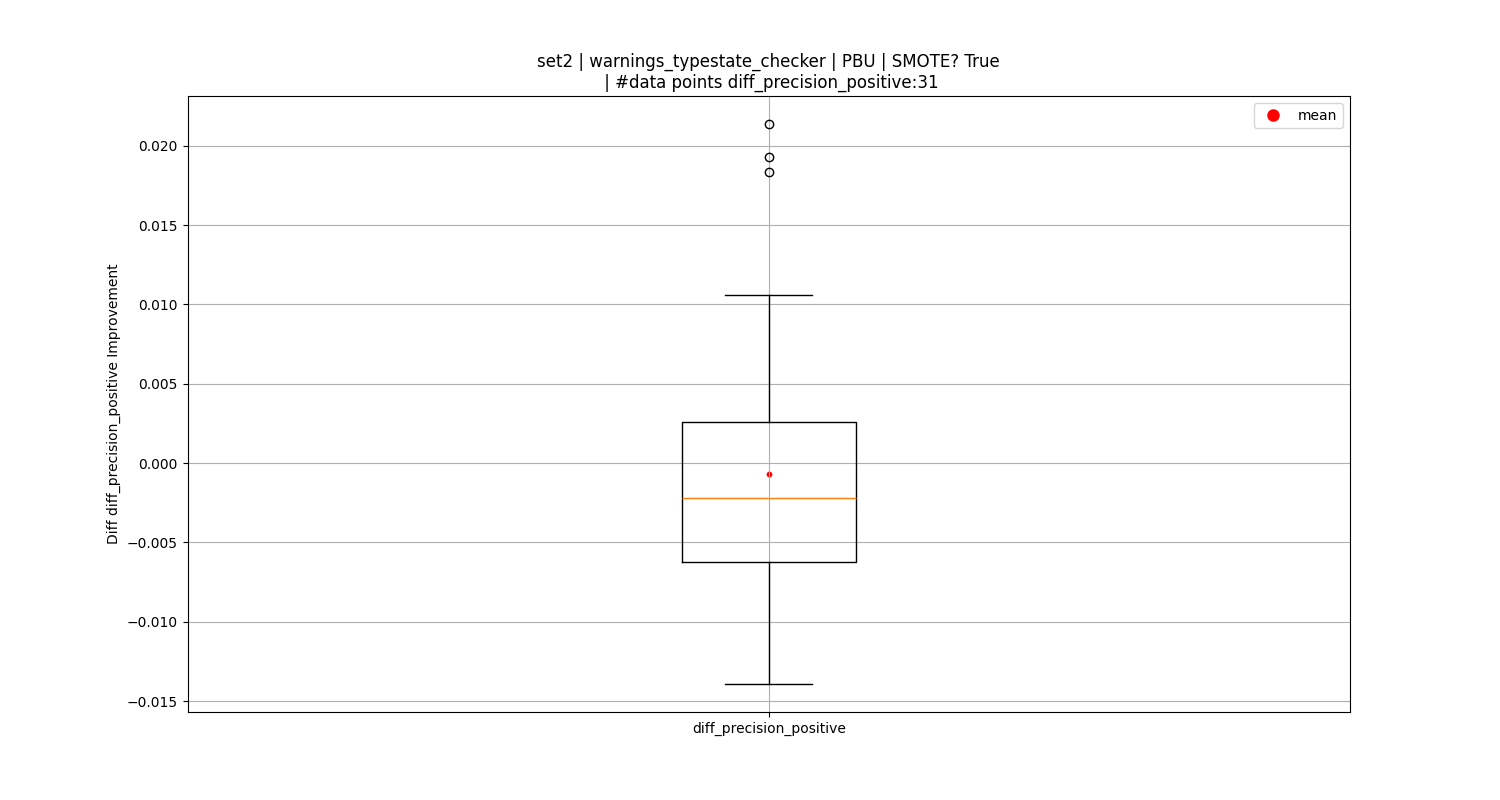 set2 | warnings_typestate_checker | PBU | SMOTE? True
| #data points diff_precision_positive:31
mean
0.020
0.015
0.010
0.005
0.000
−0.005
−0.010
−0.015
Diff diff_precision_positive Improvement
diff_precision_positive